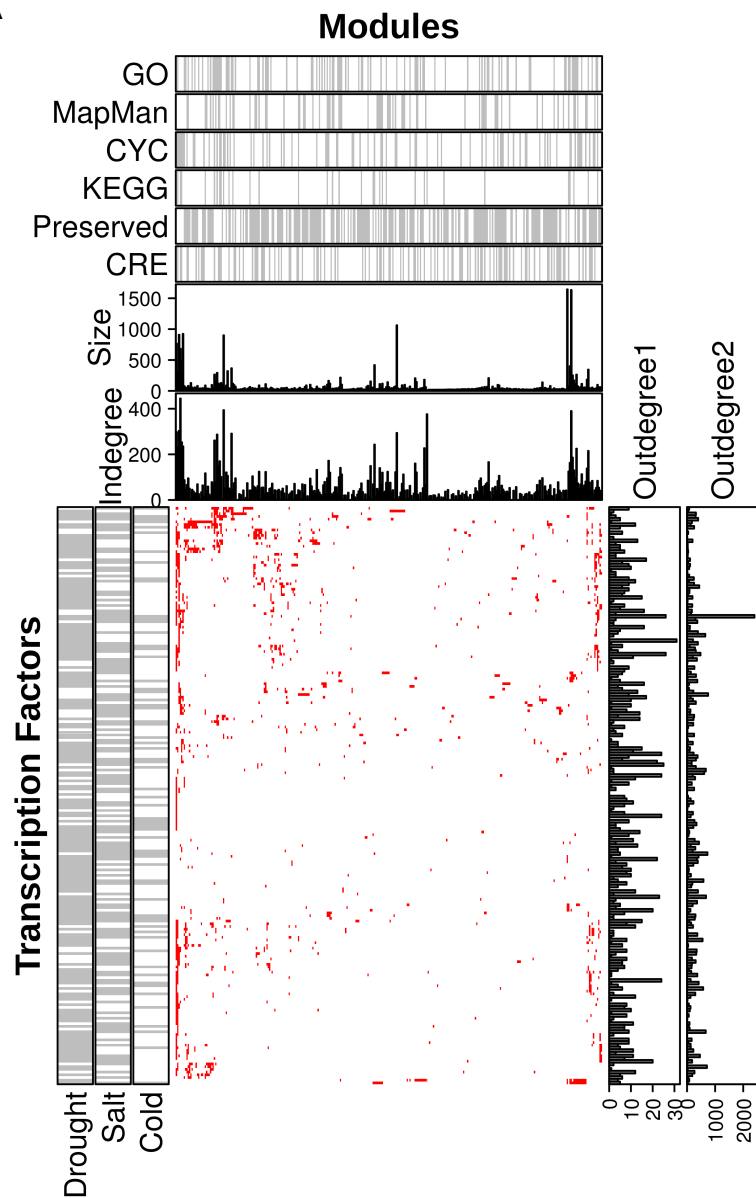 Modules
GO
MapMan
CYC
KEGG
Preserved
CRE
Size
1500
1000
500
0
Indegree
400
200
0
Outdegree1
Outdegree2
Transcription Factors
Drought
Salt
Cold
0
10
20
30
0
1000
2000